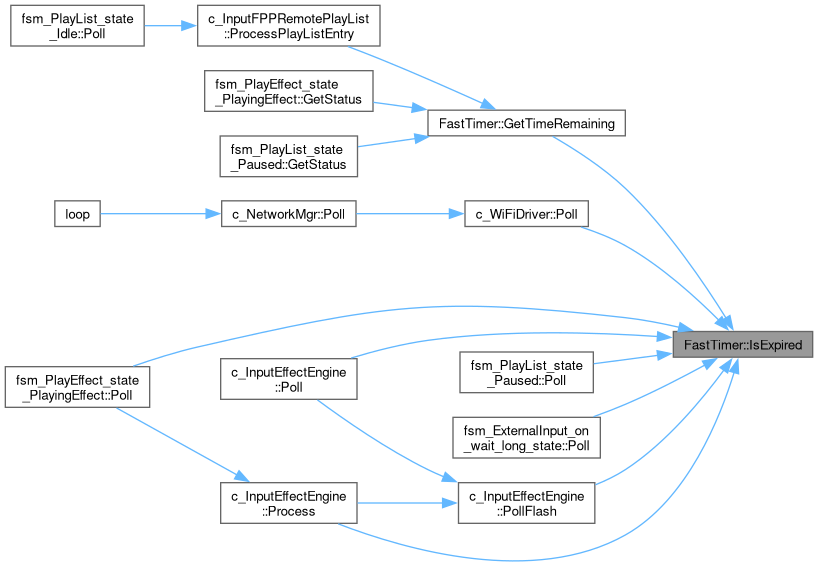 fsm_PlayList_state
_Idle::Poll
c_InputFPPRemotePlayList
::ProcessPlayListEntry
fsm_PlayEffect_state
_PlayingEffect::GetStatus
FastTimer::GetTimeRemaining
fsm_PlayList_state
_Paused::GetStatus
loop
c_NetworkMgr::Poll
c_WiFiDriver::Poll
FastTimer::IsExpired
fsm_PlayEffect_state
_PlayingEffect::Poll
c_InputEffectEngine
::Poll
fsm_PlayList_state
_Paused::Poll
fsm_ExternalInput_on
_wait_long_state::Poll
c_InputEffectEngine
::Process
c_InputEffectEngine
::PollFlash